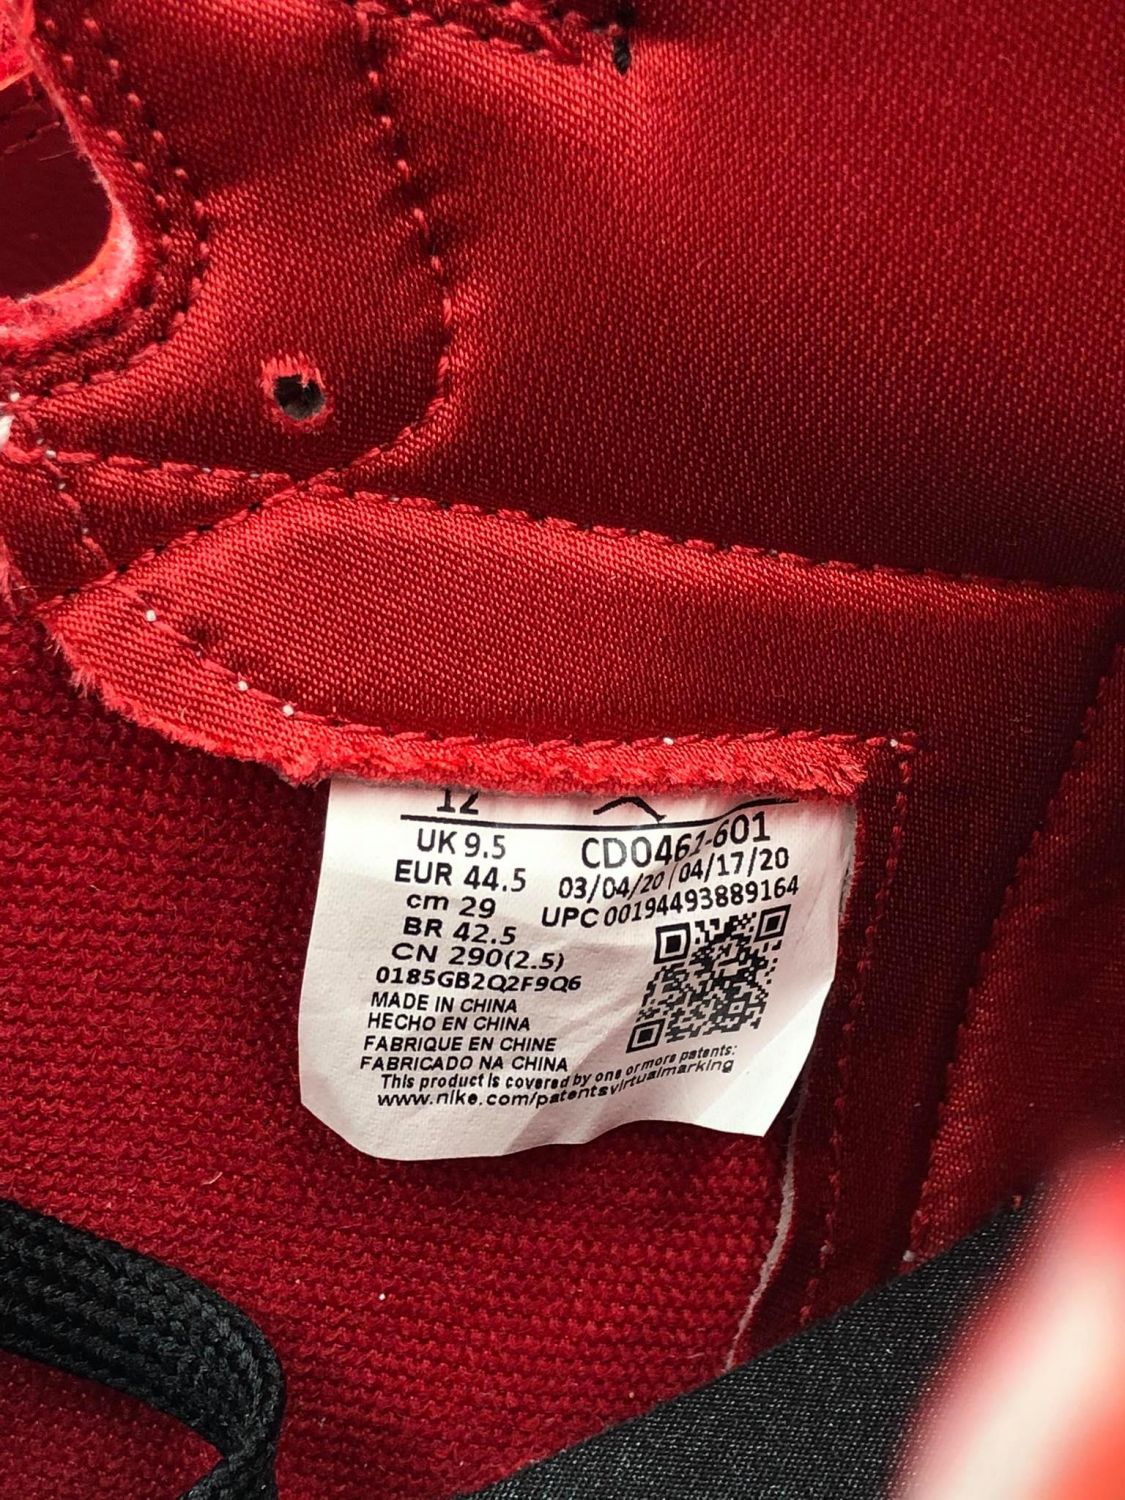 12
UK 9.5
EUR 44.5
cm 29
BR 42.5
CN 290(2.5)
0185GB2Q2F9Q6
MADE IN CHINA
HECHO EN CHINA
FABRIQUE EN CHINE
FABRICADO NA CHINA
CD0461-601
03/04/20 / 04/17/20
UPC 00194493889164
This product is covered by one or more patents:
www.nike.com/patentsvirtualmarking